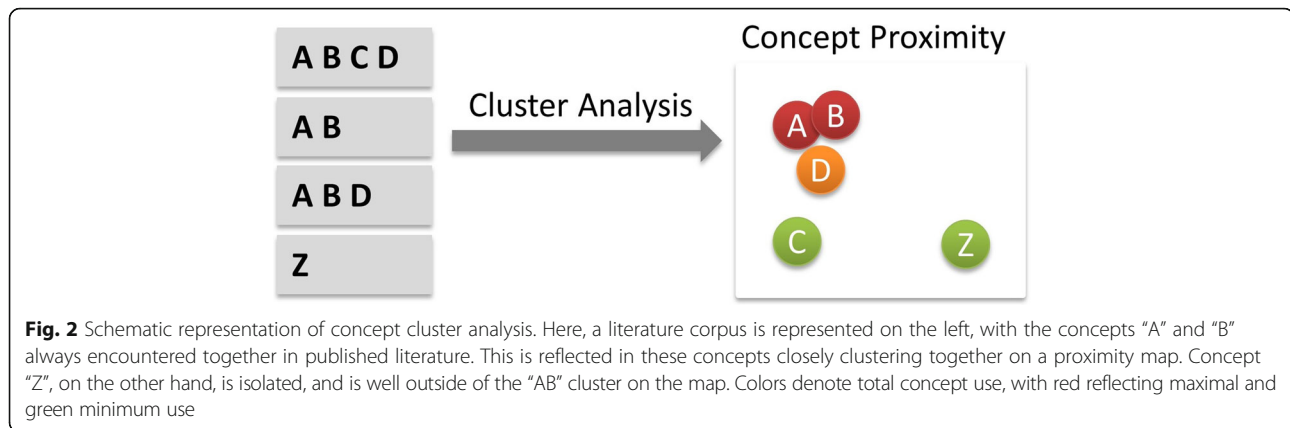 A B C D
A B
A B D
Z
Cluster Analysis
Concept Proximity
A
B
D
C
Z
Fig. 2 Schematic representation of concept cluster analysis. Here, a literature corpus is represented on the left, with the concepts “A” and “B”
always encountered together in published literature. This is reflected in these concepts closely clustering together on a proximity map. Concept
“Z”, on the other hand, is isolated, and is well outside of the “AB” cluster on the map. Colors denote total concept use, with red reflecting maximal and
green minimum use